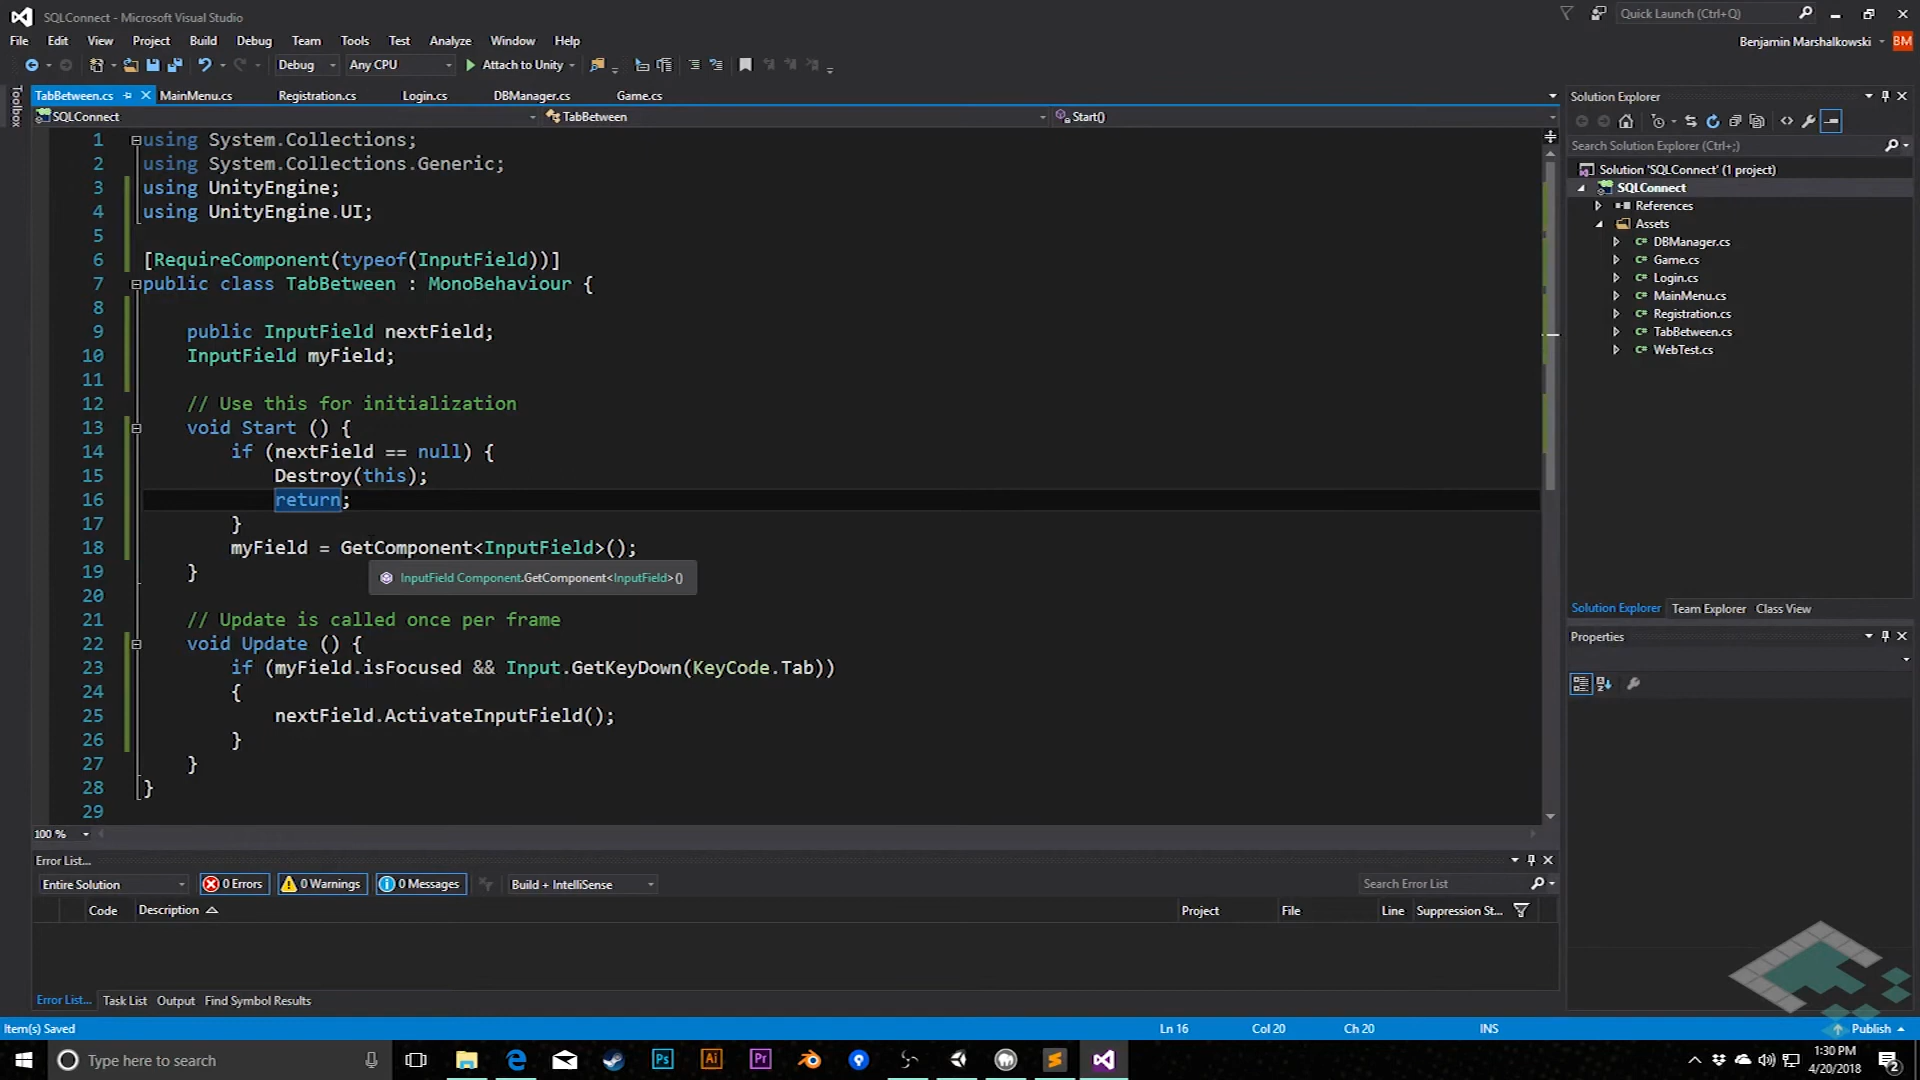 SQLConnect - Microsoft Visual Studio
Quick Launch (Ctrl+Q)
File Edit View Project Build Debug Team Tools Test Analyze Window Help
Benjamin Marshalkowski BM
Debug Any CPU Attach to Unity
Toolbox
TabBetween.cs MainMenu.cs Registration.cs Login.cs DBManager.cs Game.cs
SQLConnect TabBetween Start()
1 using System.Collections;
2 using System.Collections.Generic;
3 using UnityEngine;
4 using UnityEngine.UI;
5
6 [RequireComponent(typeof(InputField))]
7 public class TabBetween : MonoBehaviour {
8
9 public InputField nextField;
10 InputField myField;
11
12 // Use this for initialization
13 void Start () {
14 if (nextField == null) {
15 Destroy(this);
16 return;
17 }
18 myField = GetComponent<InputField>();
InputField Component.GetComponent<InputField>()
19 }
20
21 // Update is called once per frame
22 void Update () {
23 if (myField.isFocused && Input.GetKeyDown(KeyCode.Tab))
24 {
25 nextField.ActivateInputField();
26 }
27 }
28 }
29
100 %
Solution Explorer
Search Solution Explorer (Ctrl+;)
Solution 'SQLConnect' (1 project)
SQLConnect
References
Assets
DBManager.cs
Game.cs
Login.cs
MainMenu.cs
Registration.cs
TabBetween.cs
WebTest.cs
Solution Explorer Team Explorer Class View
Properties
Error List...
Entire Solution 0 Errors 0 Warnings 0 Messages Build + IntelliSense Search Error List
Code Description Project File Line Suppression St...
Error List... Task List Output Find Symbol Results
Item(s) Saved Ln 16 Col 20 Ch 20 INS Publish
Type here to search
Ps Ai Pr
1:30 PM
4/20/2018
2